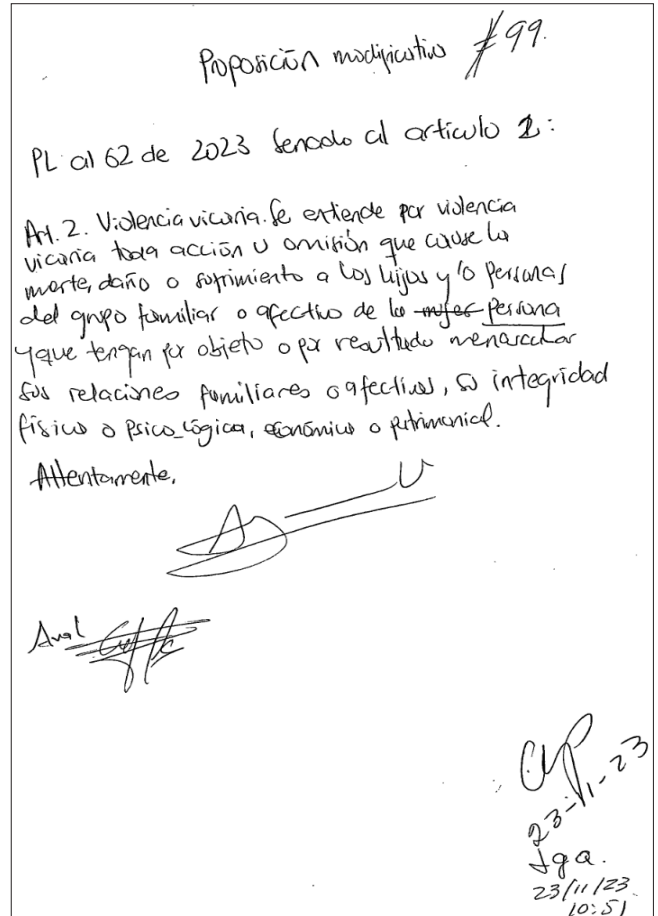 Proposición modificativa #99.
PL al 62 de 2023 Senado al articulo 2:
Art. 2. Violencia vicaria. Se entiende por violencia
vicaria toda acción u omisión que cause la
muerte, daño o sufrimiento a los hijos y/o personas
del grupo familiar o afectivo de la mujer persona
y que tengan por objeto o por resultado menoscabar
sus relaciones familiares o afectivas, su integridad
física o psicológica, económica o patrimonial.
Attentamente,
Aval
23-11-23
23/11/23
10:51